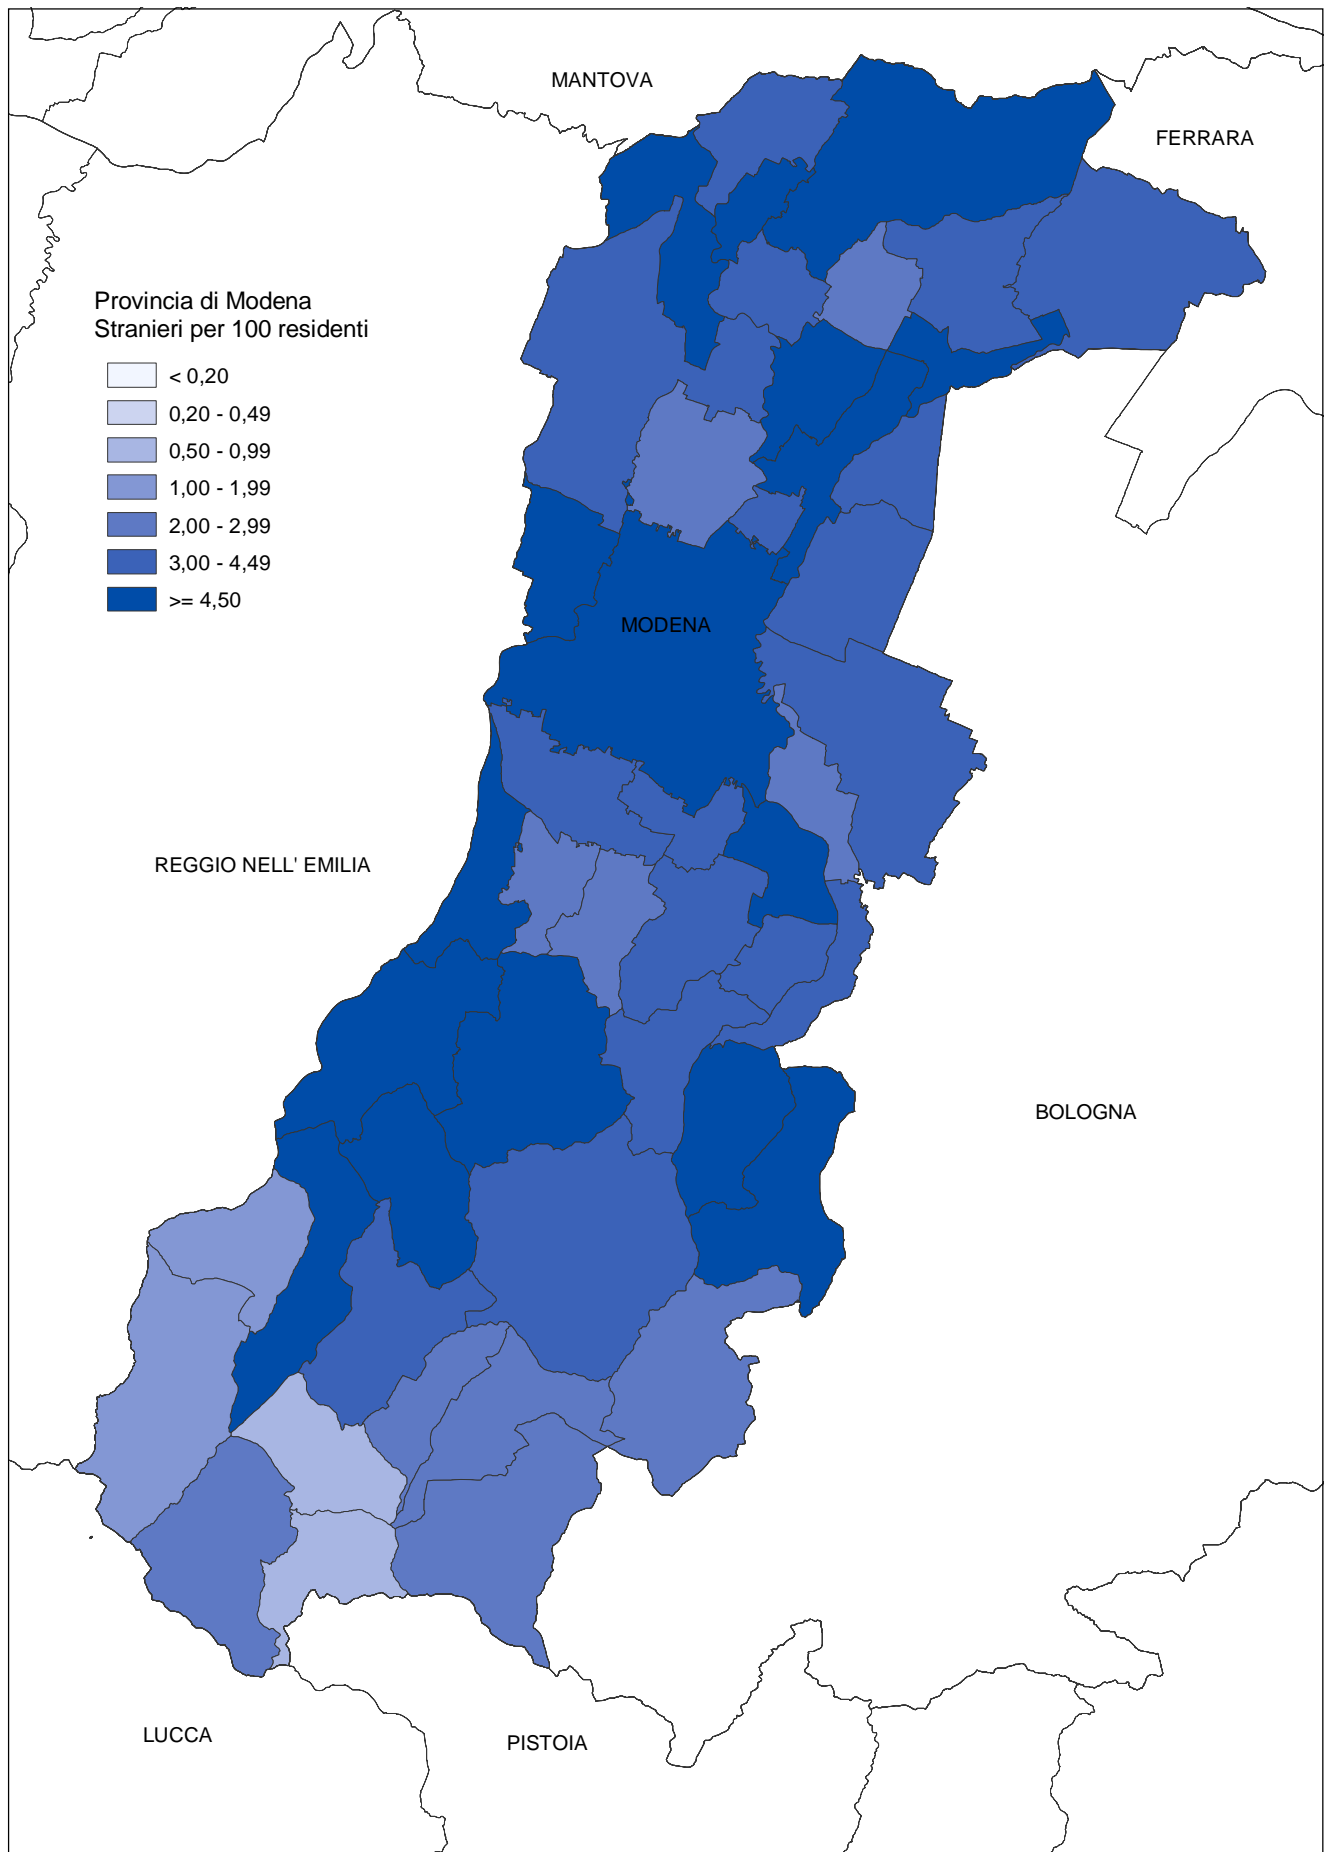 MANTOVA
FERRARA
Provincia di Modena
Stranieri per 100 residenti
< 0,20
0,20 - 0,49
0,50 - 0,99
1,00 - 1,99
2,00 - 2,99
3,00 - 4,49
>= 4,50
MODENA
REGGIO NELL' EMILIA
BOLOGNA
LUCCA
PISTOIA